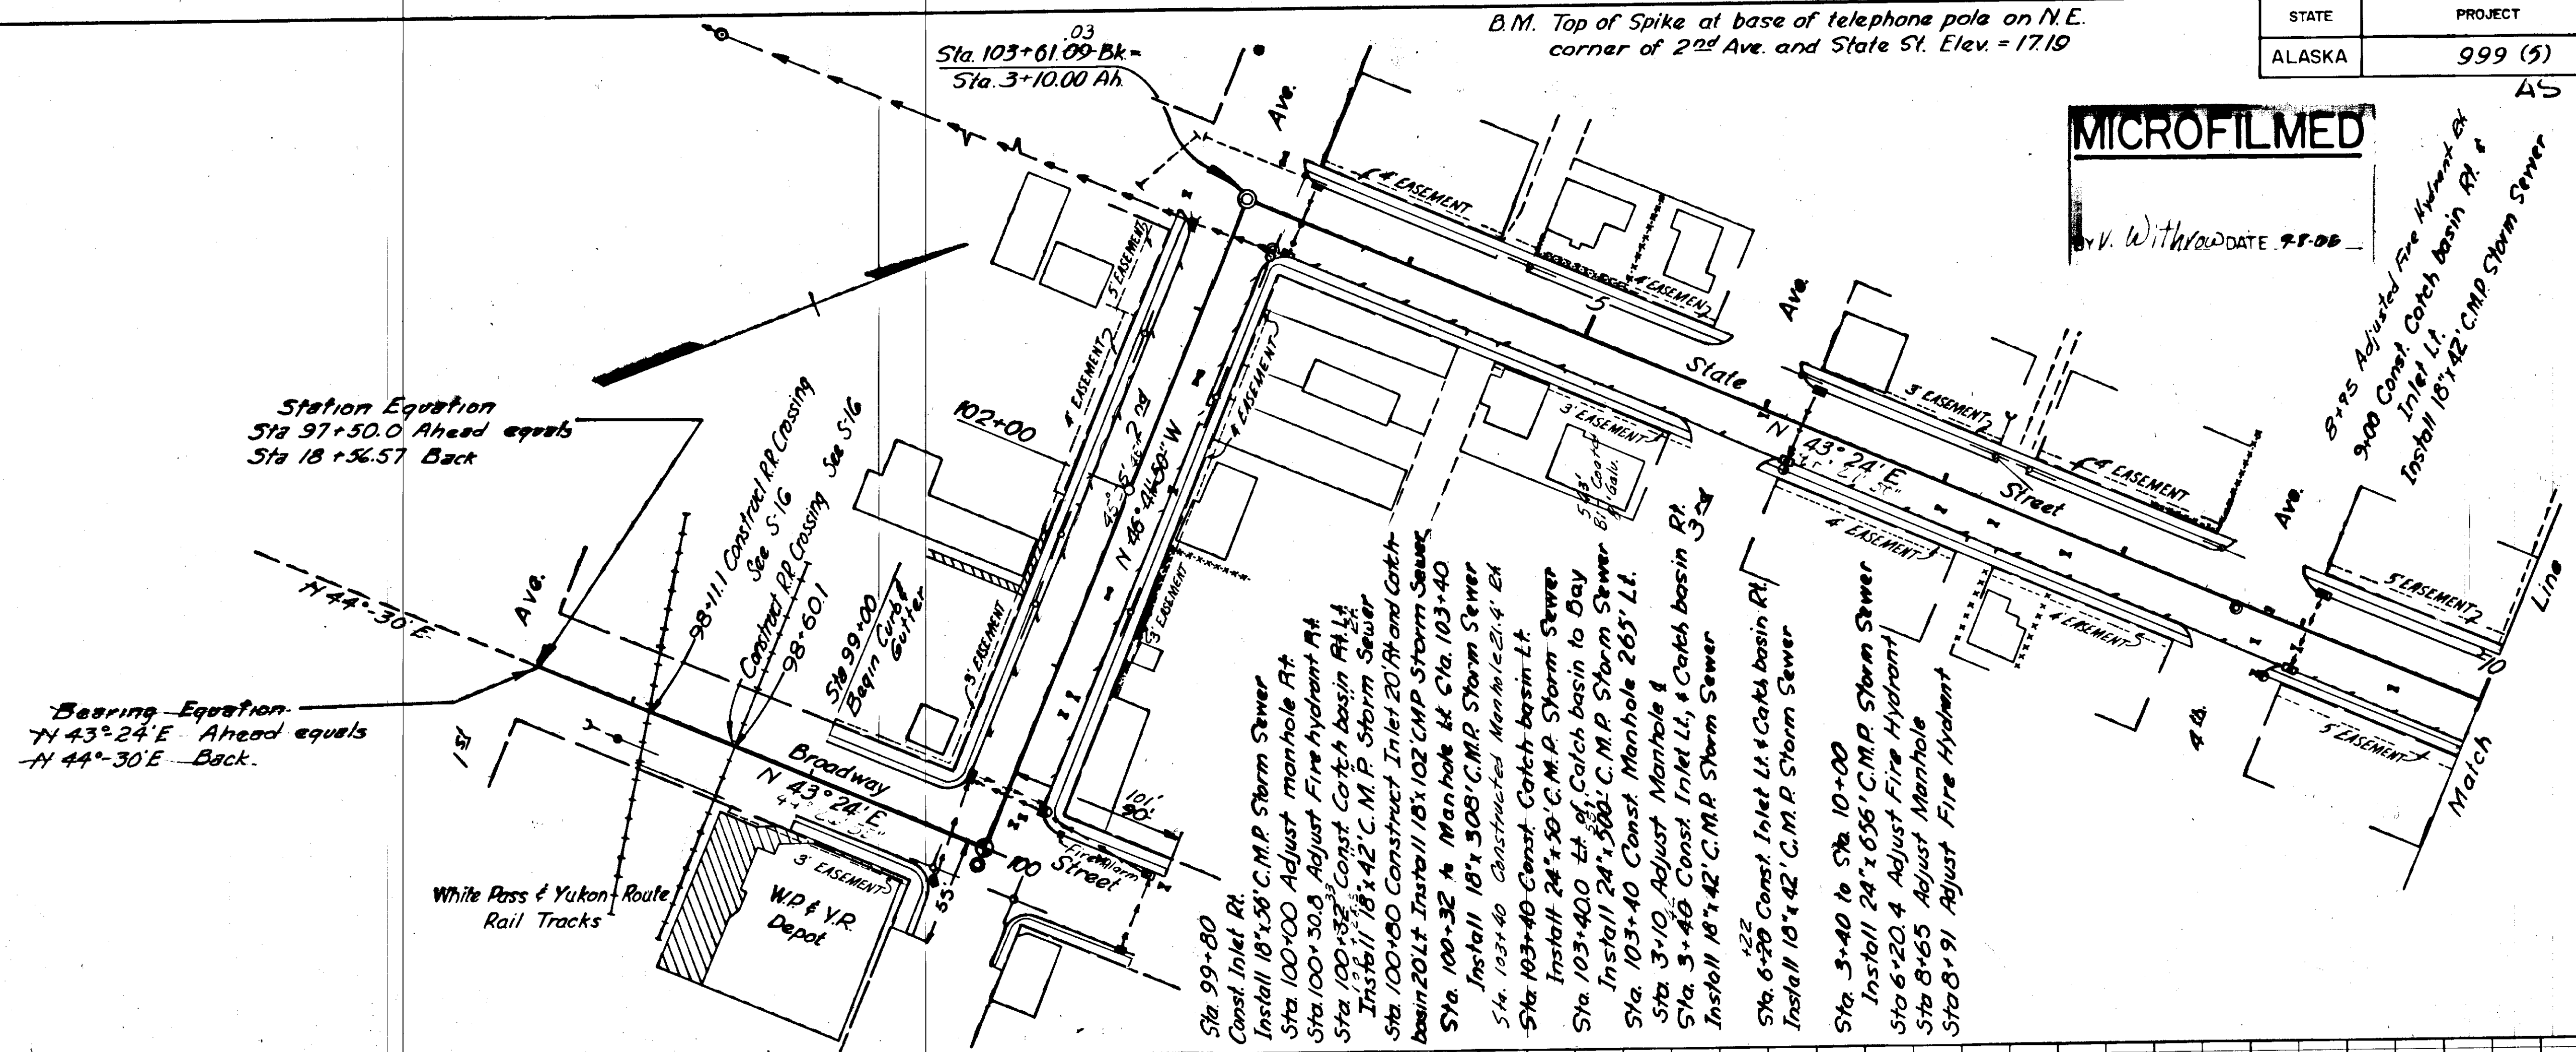 B.M. Top of Spike at base of telephone pole on N.E.
corner of 2nd Ave. and State St. Elev. = 17.19
STATE
PROJECT
ALASKA
999 (5)
AS
MICROFILMED
BY V. Withrow DATE
.03
Sta. 103+61.09 Bk =
Sta. 3+10.00 Ah.
Ave.
4' EASEMENT
4' EASEMENT
5' EASEMENT
4' EASEMENT
4' EASEMENT
5
State
Ave.
3' EASEMENT
3' EASEMENT
4' EASEMENT
N 43° 24' E
Street
Ave.
8+95 Adjusted Fire Hydrant Rt
9+00 Const. Catch basin Rt. &
Inlet Lt.
Install 18"x42' C.M.P. Storm Sewer
Station Equation
Sta 97+50.0 Ahead equals
Sta 18+56.57 Back
102+00
2nd
N 46° 41' 50" W
Bit. Coated
Galv.
4' EASEMENT
4' EASEMENT
5' EASEMENT
5' EASEMENT
10
Line
Match
3rd
4th
98+11.1 Construct R.R. Crossing
See S-16
Construct R.R. Crossing See S-16
98+60.1
Sta 99+00
Begin Curb &
Gutter
3' EASEMENT
3' EASEMENT
N 44°-30' E
Ave.
1st
Bearing Equation
N 43°-24' E Ahead equals
N 44°-30' E Back.
Broadway
N 43° 24' E
100
Street
Fire Alarm
101'
90'
55'
3' EASEMENT
W.P. & Y.R.
Depot
White Pass & Yukon Route
Rail Tracks
Sta. 99+80
Const. Inlet Rt.
Install 18"x56' C.M.P. Storm Sewer
Sta 100+00 Adjust manhole Rt.
Sta 100+30.8 Adjust Fire hydrant Rt.
Sta 100+32 Const Catch basin Rt. Lt
Install 18"x42' C.M.P. Storm Sewer
Sta. 100+80 Construct Inlet 20' Rt and Catch
basin 20' Lt Install 18"x102' CMP Storm Sewer
Sta. 100+32 to Manhole Lt. Sta. 103+40
Install 18"x308' C.M.P. Storm Sewer
Sta. 103+40 Constructed Manhole 21.4' Rt
Sta. 103+40 Const. Catch basin Lt.
Install 24"x50' C.M.P. Storm Sewer
Sta. 103+40.0 Lt of Catch basin to Bay
Install 24"x500' C.M.P. Storm Sewer
Sta. 103+40 Const. Manhole 265' Lt.
Sta. 3+10 Adjust Manhole &
Sta. 3+40 Const. Inlet Lt., & Catch basin Rt.
Install 18"x42' C.M.P. Storm Sewer
+22
Sta. 6+20 Const. Inlet Lt. & Catch basin Rt.
Install 18"x42' C.M.P. Storm Sewer
Sta. 3+40 to Sta. 10+00
Install 24"x656' C.M.P. Storm Sewer
Sta 6+20.4 Adjust Fire Hydrant
Sta 8+65 Adjust Manhole
Sta 8+91 Adjust Fire Hydrant